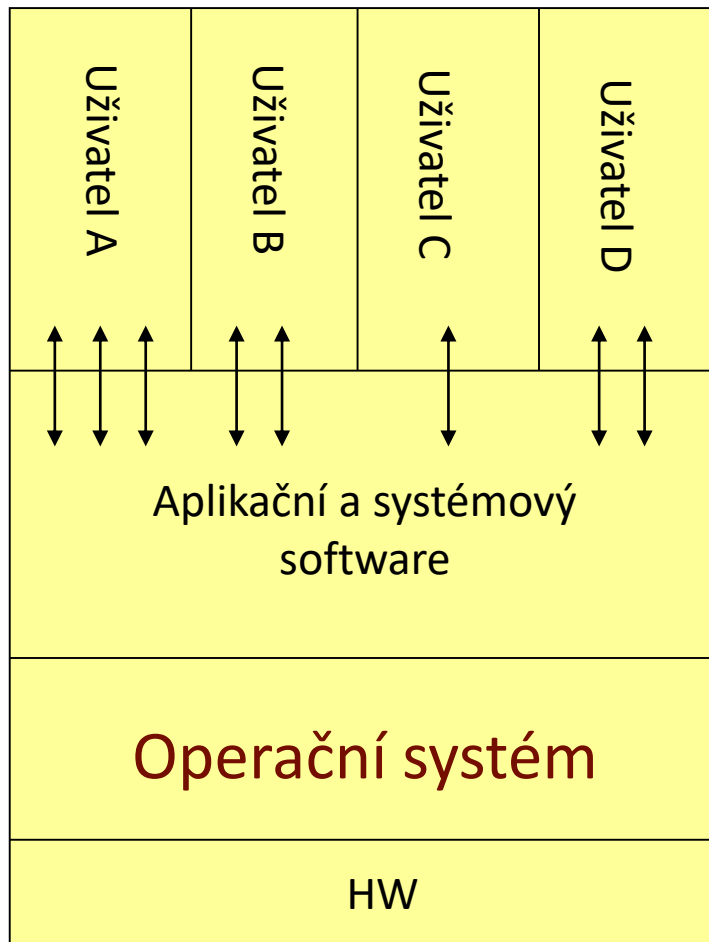 Uživatel A
Uživatel B
Uživatel C
Uživatel D
Aplikační a systémový
software
Operační systém
HW